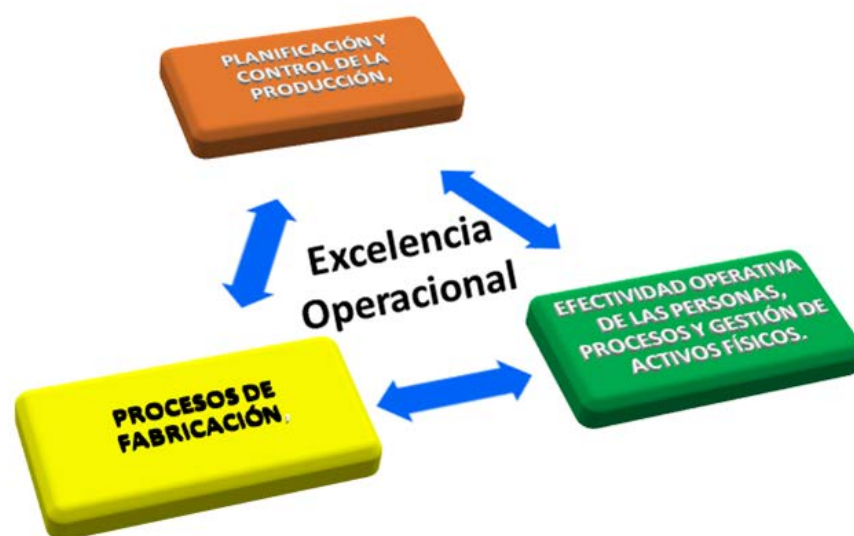 PLANIFICACIÓN Y
CONTROL DE LA
PRODUCCIÓN,
Excelencia
Operacional
EFECTIVIDAD OPERATIVA
DE LAS PERSONAS,
PROCESOS Y GESTIÓN DE
ACTIVOS FÍSICOS.
PROCESOS DE
FABRICACIÓN,